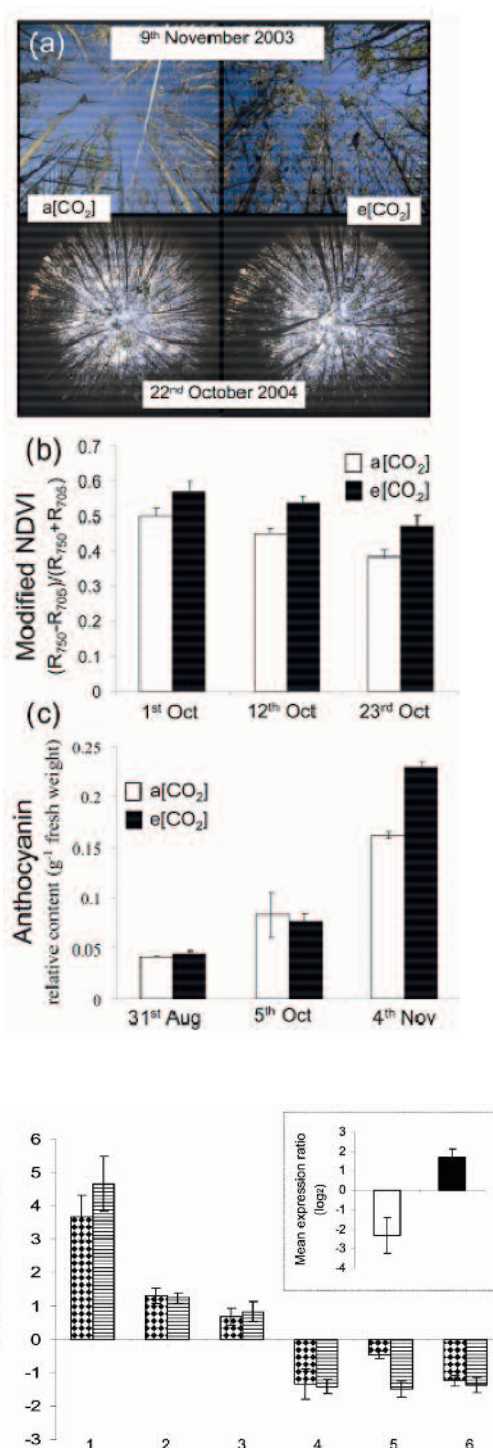 (a)
9th November 2003
a[CO2]
e[CO2]
22nd October 2004
(b)
a[CO2]
e[CO2]
Modified NDVI
(R750-R705)/(R750+R705)
0.7
0.6
0.5
0.4
0.3
0.2
0.1
0
1st Oct
12th Oct
23rd Oct
(c)
a[CO2]
e[CO2]
Anthocyanin
relative content (g-1 fresh weight)
0.25
0.2
0.15
0.1
0.05
0
31st Aug
5th Oct
4th Nov
6
5
4
3
2
1
0
-1
-2
-3
1
2
3
4
5
6
Mean expression ratio
(log2)
3
2
1
0
-1
-2
-3
-4